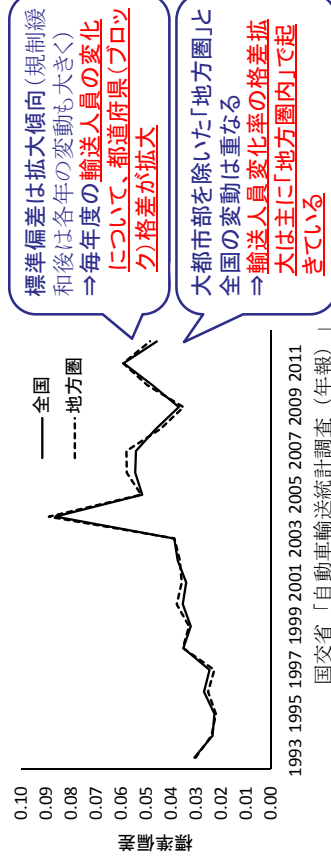 標準偏差は拡大傾向(規制緩
和後は各年の変動も大きく)
⇒毎年度の輸送人員の変化
について、都道府県(ブロッ
ク)格差が拡大
大都市部を除いた「地方圏」と
全国の変動は重なる
⇒輸送人員変化率の格差拡
大は主に「地方圏内」で起
きている
全国
地方圏
標準偏差
0.10
0.09
0.08
0.07
0.06
0.05
0.04
0.03
0.02
0.01
0.00
1993 1995 1997 1999 2001 2003 2005 2007 2009 2011
国交省「自動車輸送統計調査(年報)」